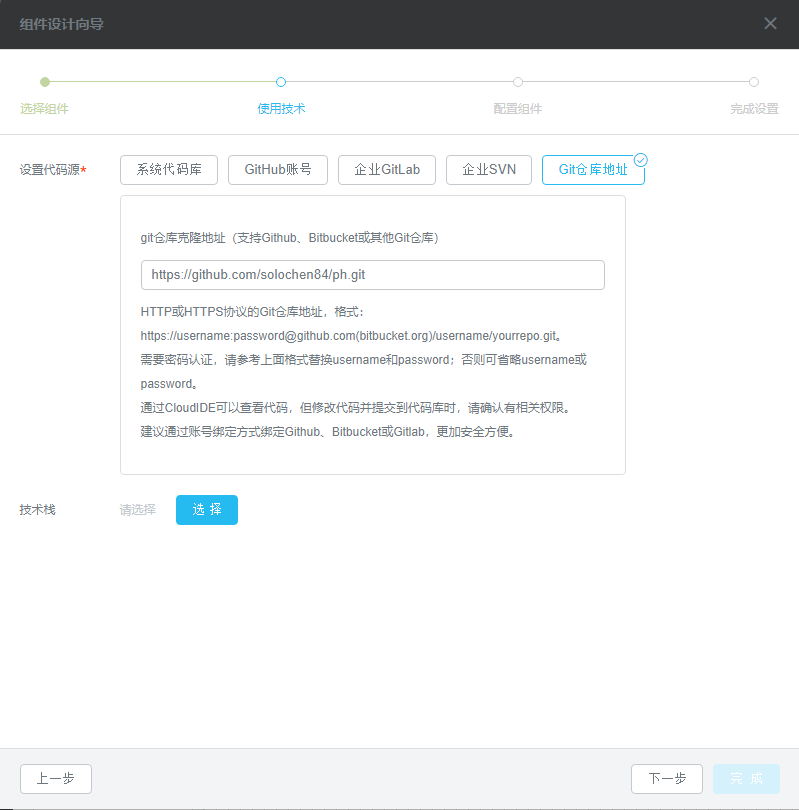 组件设计向导
选择组件
使用技术
配置组件
完成设置
设置代码源*
系统代码库
GitHub账号
企业GitLab
企业SVN
Git仓库地址
git仓库克隆地址（支持Github、Bitbucket或其他Git仓库）
https://github.com/solochen84/ph.git
HTTP或HTTPS协议的Git仓库地址，格式：
https://username:password@github.com(bitbucket.org)/username/yourrepo.git。
需要密码认证，请参考上面格式替换username和password；否则可省略username或
password。
通过CloudIDE可以查看代码，但修改代码并提交到代码库时，请确认有相关权限。
建议通过账号绑定方式绑定Github、Bitbucket或Gitlab，更加安全方便。
技术栈
请选择
选 择
上一步
下一步
完 成